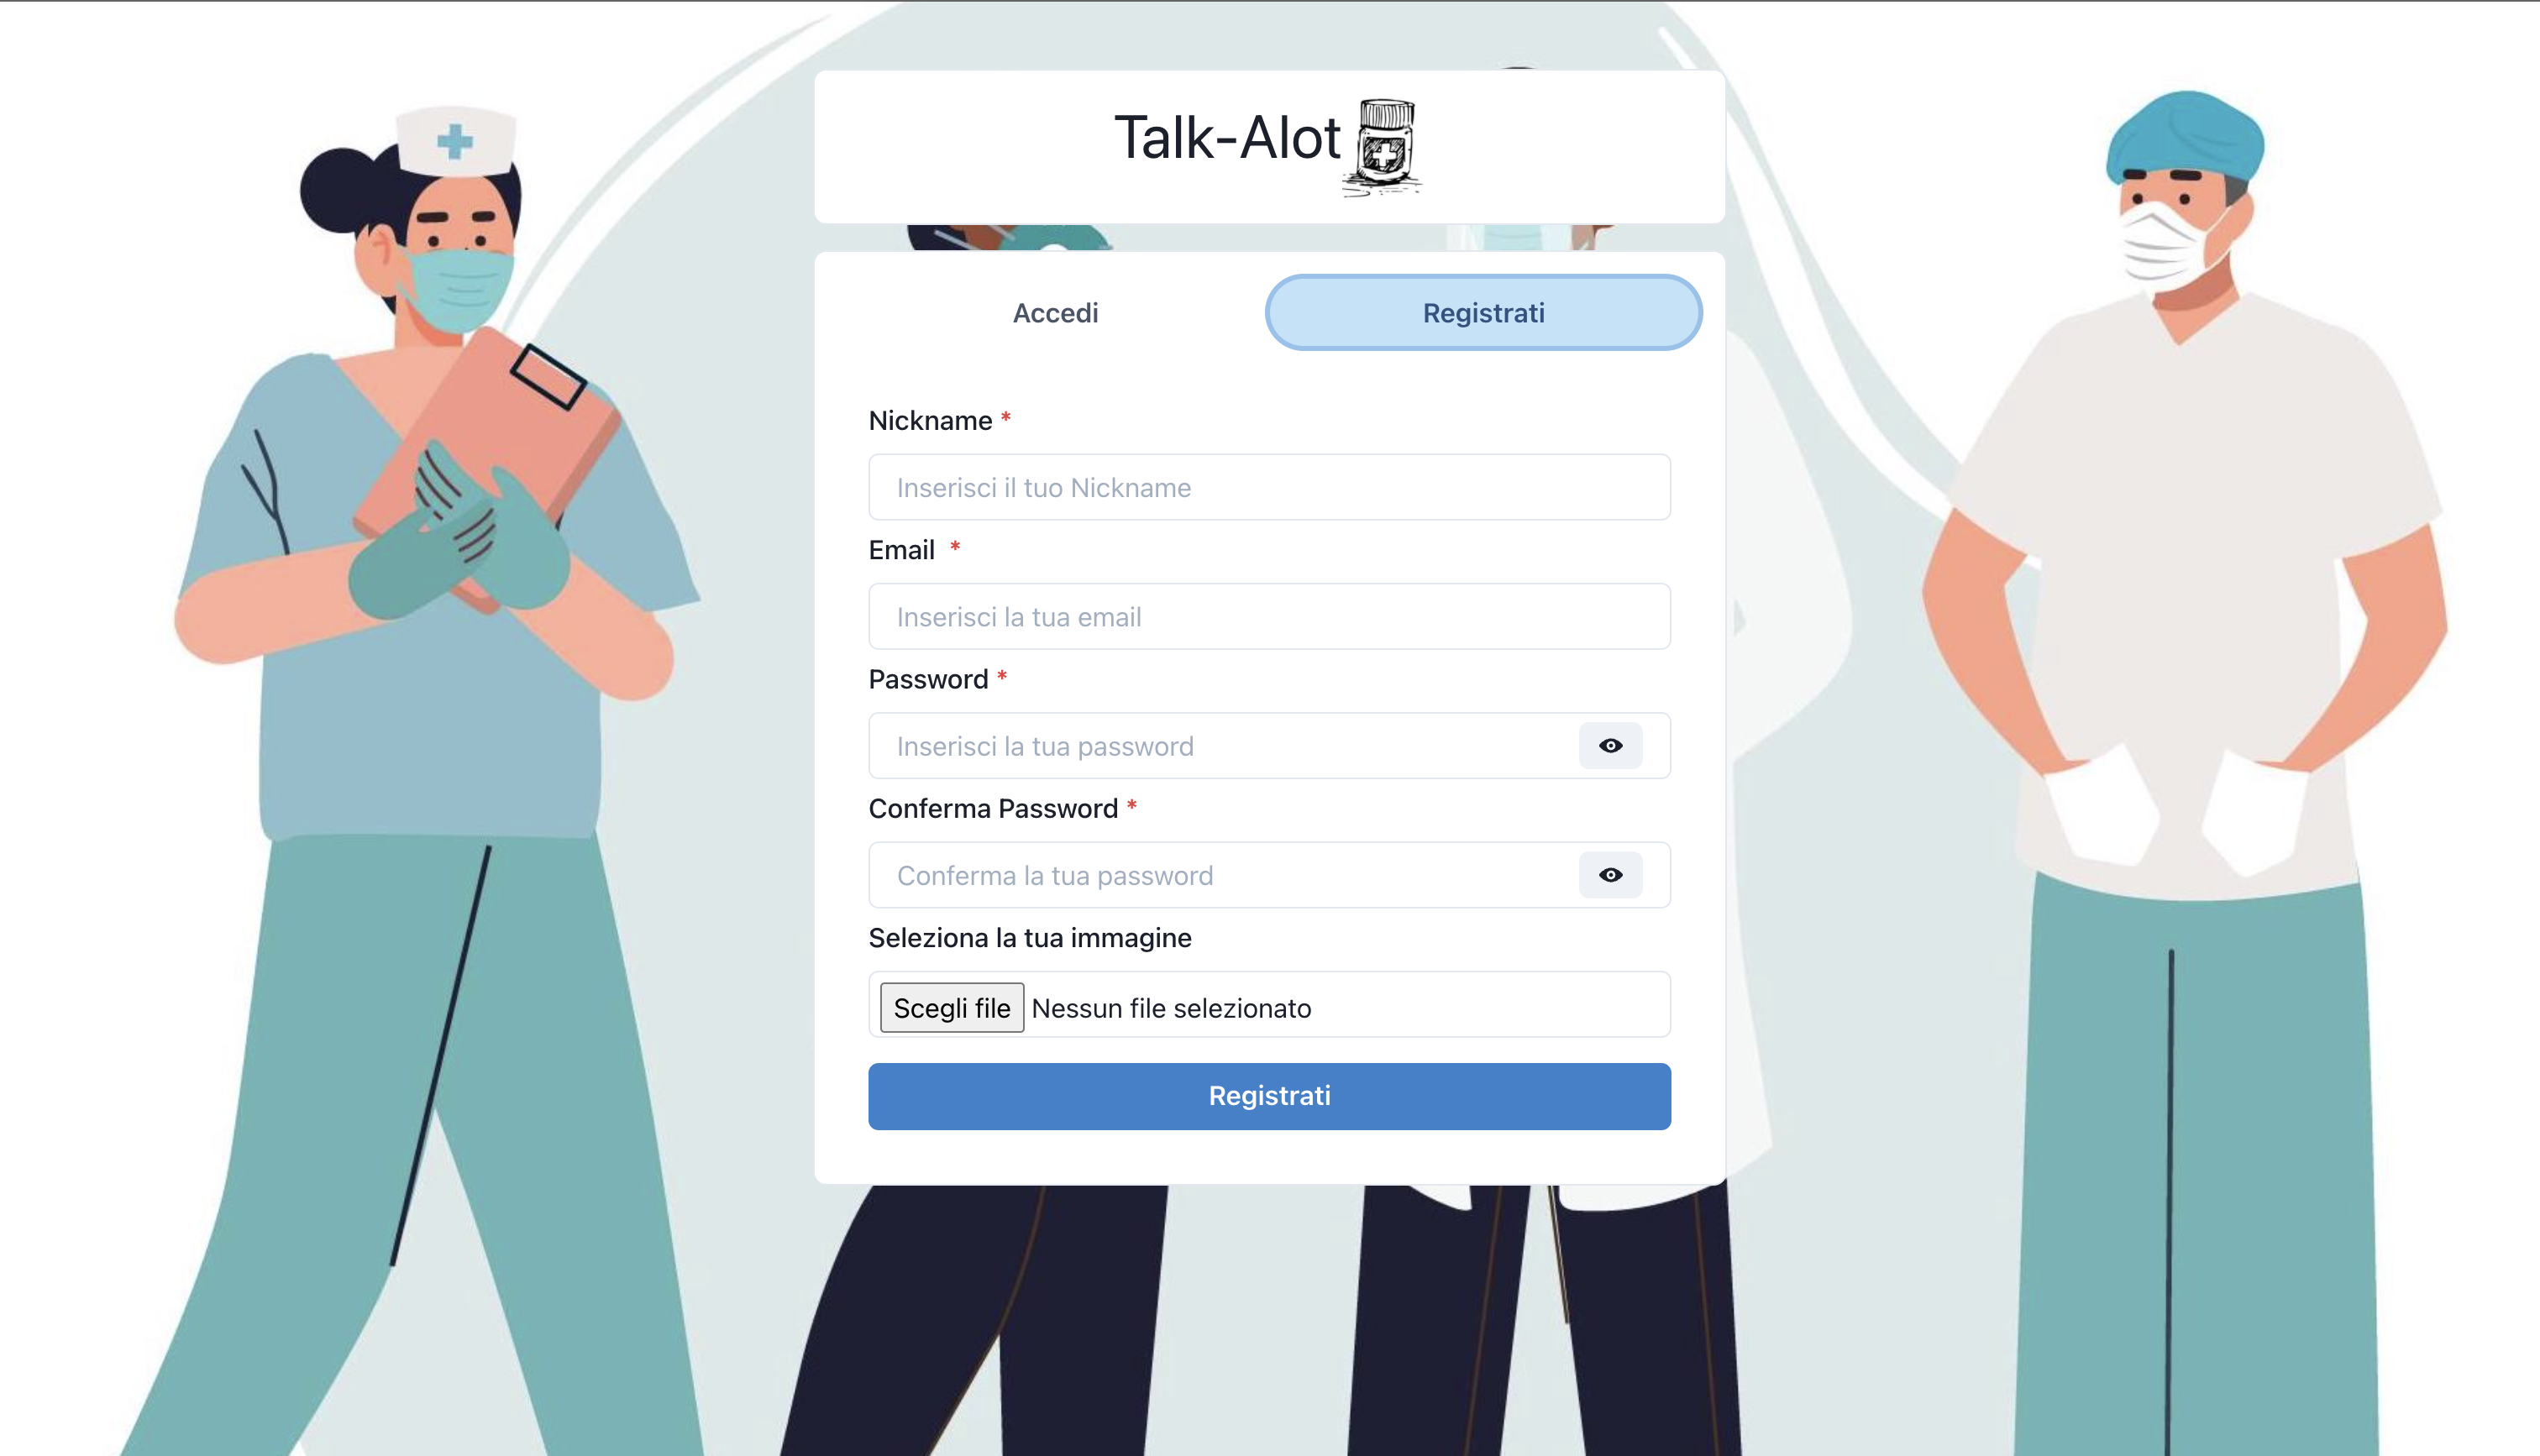 Talk-Alot
Accedi
Registrati
Nickname *
Inserisci il tuo Nickname
Email *
Inserisci la tua email
Password *
Inserisci la tua password
Conferma Password *
Conferma la tua password
Seleziona la tua immagine
Scegli file Nessun file selezionato
Registrati